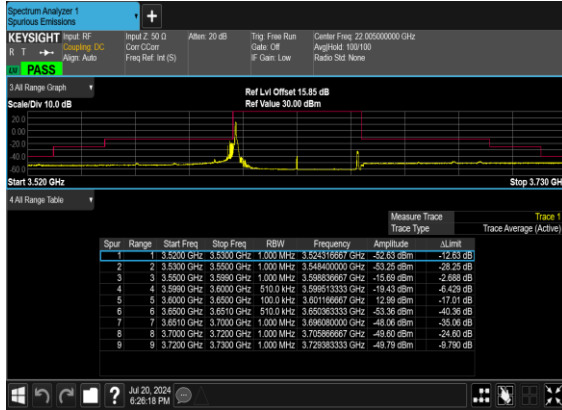 Spectrum Analyzer 1
Spurious Emissions
+
KEYSIGHT Input: RF Input Z: 50 Ω Atten: 20 dB Trig: Free Run Center Freq: 22.005000000 GHz
R T Coupling: DC Corr CCorr Gate: Off Avg|Hold: 100/100
Align: Auto Freq Ref: Int (S) IF Gain: Low Radio Std: None
PASS
3 All Range Graph
Ref Lvl Offset 15.85 dB
Scale/Div 10.0 dB Ref Value 30.00 dBm
20.0
0.00
-20.0
-40.0
-60.0
Start 3.520 GHz Stop 3.730 GH
4 All Range Table
Measure Trace Trace 1
Trace Type Trace Average (Active)
Spur Range Start Freq Stop Freq RBW Frequency Amplitude ΔLimit
1 1 3.5200 GHz 3.5300 GHz 1.000 MHz 3.524316667 GHz -52.63 dBm -12.63 dB
2 2 3.5300 GHz 3.5500 GHz 1.000 MHz 3.548400000 GHz -53.25 dBm -28.25 dB
3 3 3.5500 GHz 3.5990 GHz 1.000 MHz 3.598836667 GHz -15.69 dBm -2.688 dB
4 4 3.5990 GHz 3.6000 GHz 510.0 kHz 3.599513333 GHz -19.43 dBm -6.429 dB
5 5 3.6000 GHz 3.6500 GHz 100.0 kHz 3.601166667 GHz 12.99 dBm -17.01 dB
6 6 3.6500 GHz 3.6510 GHz 510.0 kHz 3.650363333 GHz -53.36 dBm -40.36 dB
7 7 3.6510 GHz 3.7000 GHz 1.000 MHz 3.696080000 GHz -48.06 dBm -35.06 dB
8 8 3.7000 GHz 3.7200 GHz 1.000 MHz 3.705866667 GHz -49.60 dBm -24.60 dB
9 9 3.7200 GHz 3.7300 GHz 1.000 MHz 3.729383333 GHz -49.79 dBm -9.790 dB
? Jul 20, 2024
6:26:18 PM